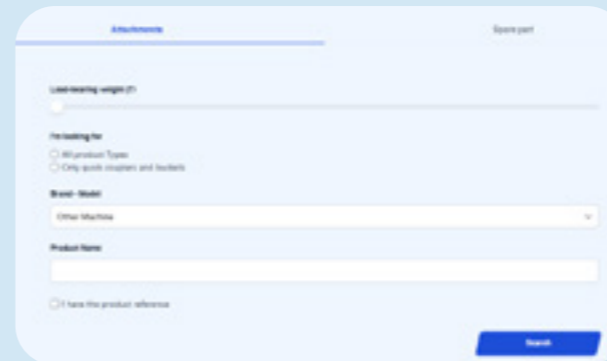 Attachments
Spare part
Load-bearing weight (T)
I'm looking for
All product Types
Only quick couplers and buckets
Brand - Model
Other Machine
Product Name
I have the product reference
Search